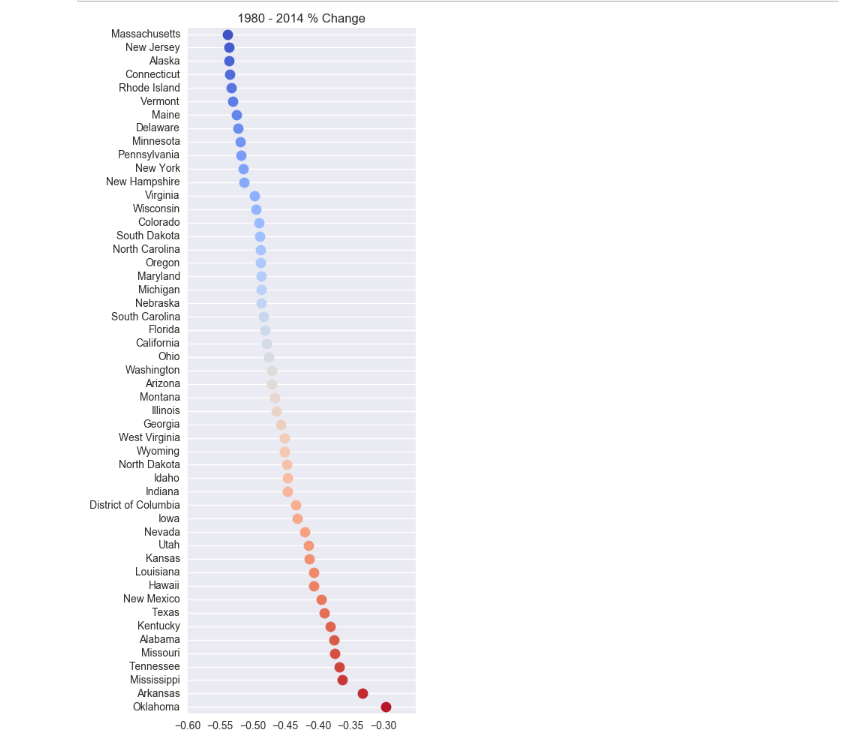 1980 - 2014 % Change
Massachusetts
New Jersey
Alaska
Connecticut
Rhode Island
Vermont
Maine
Delaware
Minnesota
Pennsylvania
New York
New Hampshire
Virginia
Wisconsin
Colorado
South Dakota
North Carolina
Oregon
Maryland
Michigan
Nebraska
South Carolina
Florida
California
Ohio
Washington
Arizona
Montana
Illinois
Georgia
West Virginia
Wyoming
North Dakota
Idaho
Indiana
District of Columbia
Iowa
Nevada
Utah
Kansas
Louisiana
Hawaii
New Mexico
Texas
Kentucky
Alabama
Missouri
Tennessee
Mississippi
Arkansas
Oklahoma
−0.60 −0.55 −0.50 −0.45 −0.40 −0.35 −0.30